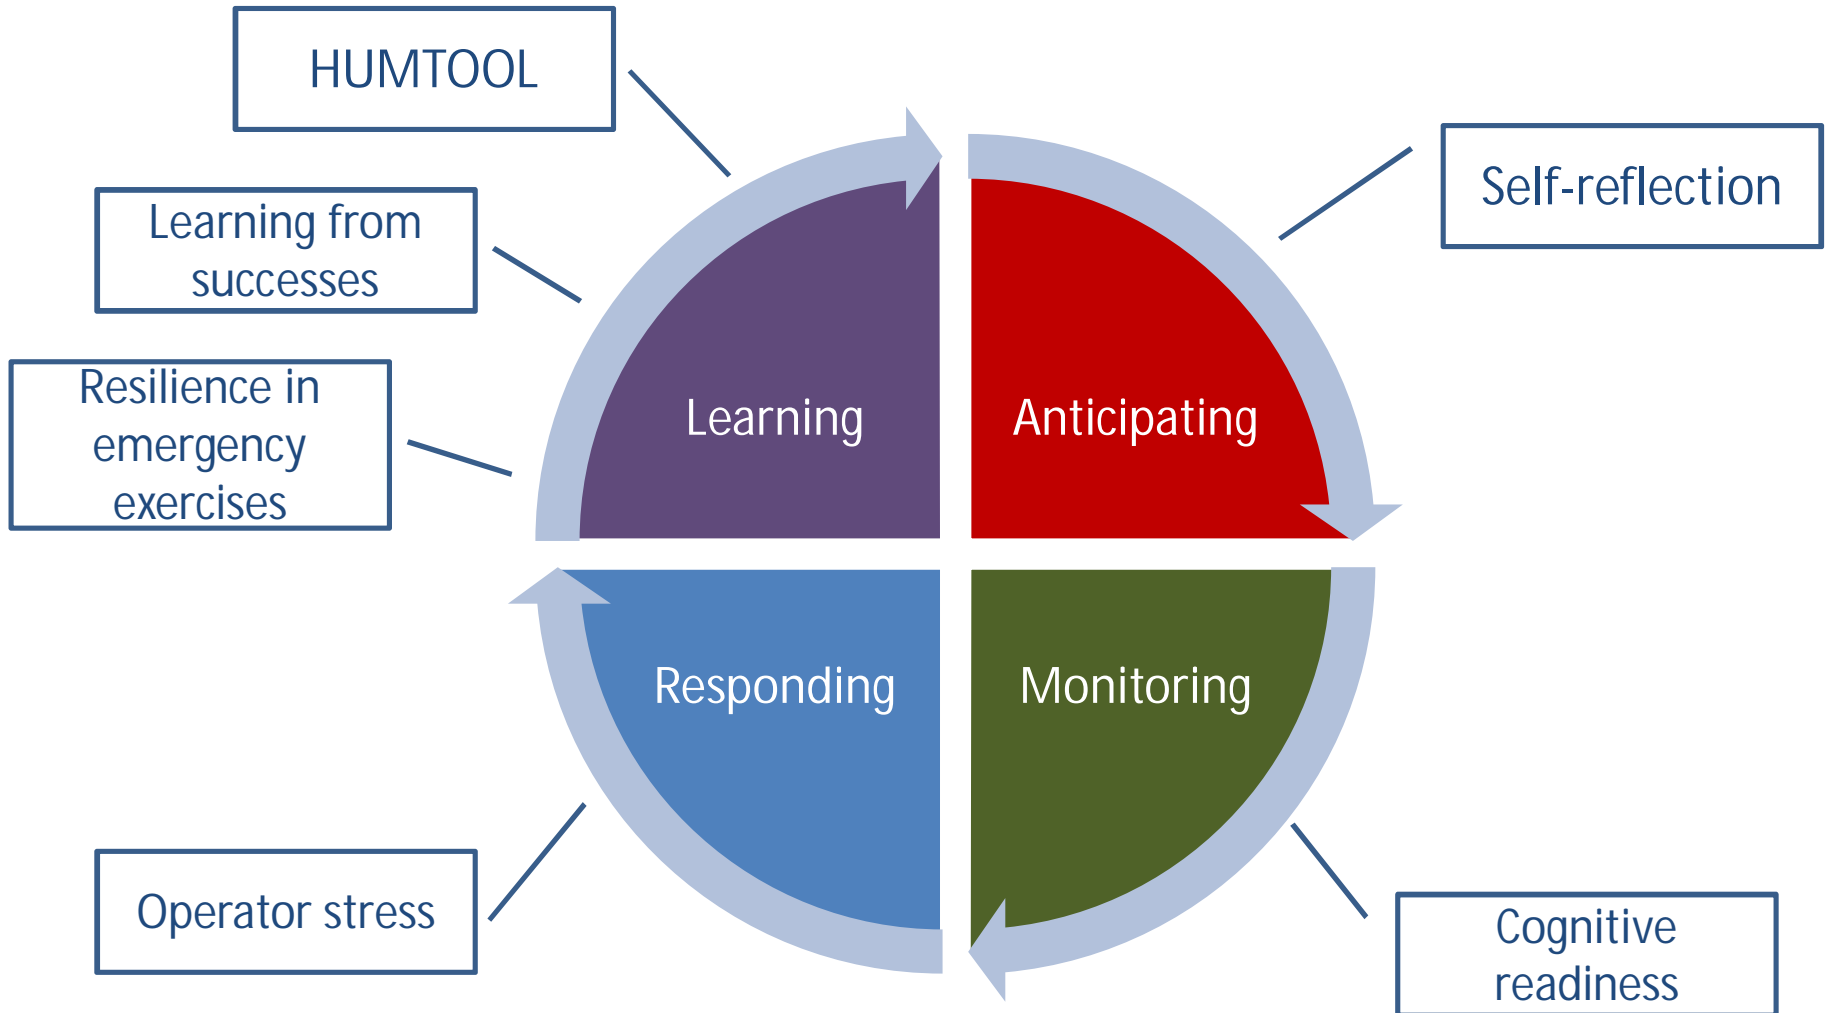 HUMTOOL
Learning from
successes
Resilience in
emergency
exercises
Self-reflection
Learning
Anticipating
Responding
Monitoring
Operator stress
Cognitive
readiness